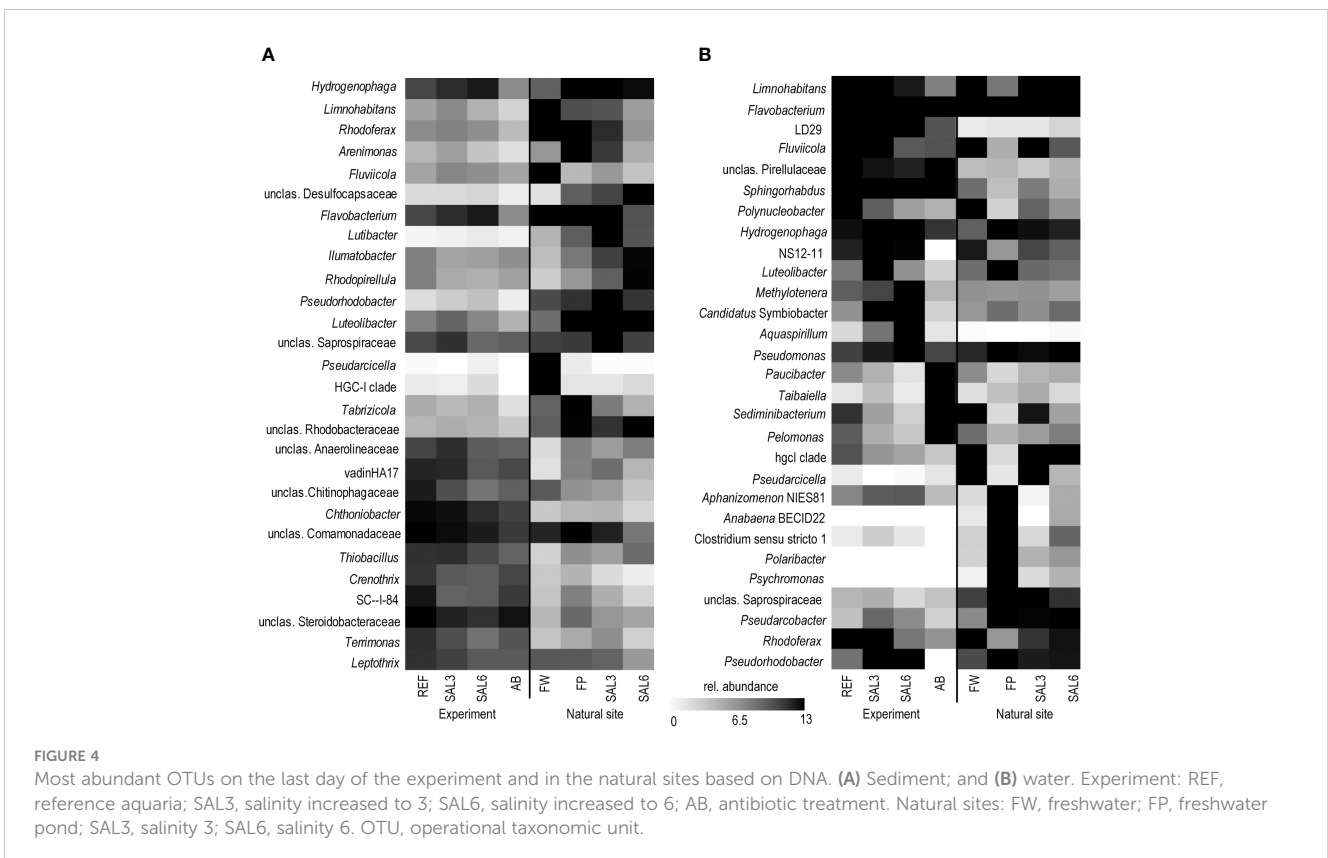 A
B
Hydrogenophaga
Limnohabitans
Rhodoferax
Arenimonas
Fluviicola
unclas. Desulfocapsaceae
Flavobacterium
Lutibacter
Ilumatobacter
Rhodopirellula
Pseudorhodobacter
Luteolibacter
unclas. Saprospiraceae
Pseudarcicella
HGC-I clade
Tabrizicola
unclas. Rhodobacteraceae
unclas. Anaerolineaceae
vadinHA17
unclas.Chitinophagaceae
Chthoniobacter
unclas. Comamonadaceae
Thiobacillus
Crenothrix
SC--I-84
unclas. Steroidobacteraceae
Terrimonas
Leptothrix
REF
SAL3
SAL6
AB
FW
FP
SAL3
SAL6
Experiment
Natural site
Limnohabitans
Flavobacterium
LD29
Fluviicola
unclas. Pirellulaceae
Sphingorhabdus
Polynucleobacter
Hydrogenophaga
NS12-11
Luteolibacter
Methylotenera
Candidatus Symbiobacter
Aquaspirillum
Pseudomonas
Paucibacter
Taibaiella
Sediminibacterium
Pelomonas
hgcI clade
Pseudarcicella
Aphanizomenon NIES81
Anabaena BECID22
Clostridium sensu stricto 1
Polaribacter
Psychromonas
unclas. Saprospiraceae
Pseudarcobacter
Rhodoferax
Pseudorhodobacter
REF
SAL3
SAL6
AB
FW
FP
SAL3
SAL6
Experiment
Natural site
rel. abundance
0 6.5 13
FIGURE 4
Most abundant OTUs on the last day of the experiment and in the natural sites based on DNA. (A) Sediment; and (B) water. Experiment: REF,
reference aquaria; SAL3, salinity increased to 3; SAL6, salinity increased to 6; AB, antibiotic treatment. Natural sites: FW, freshwater; FP, freshwater
pond; SAL3, salinity 3; SAL6, salinity 6. OTU, operational taxonomic unit.